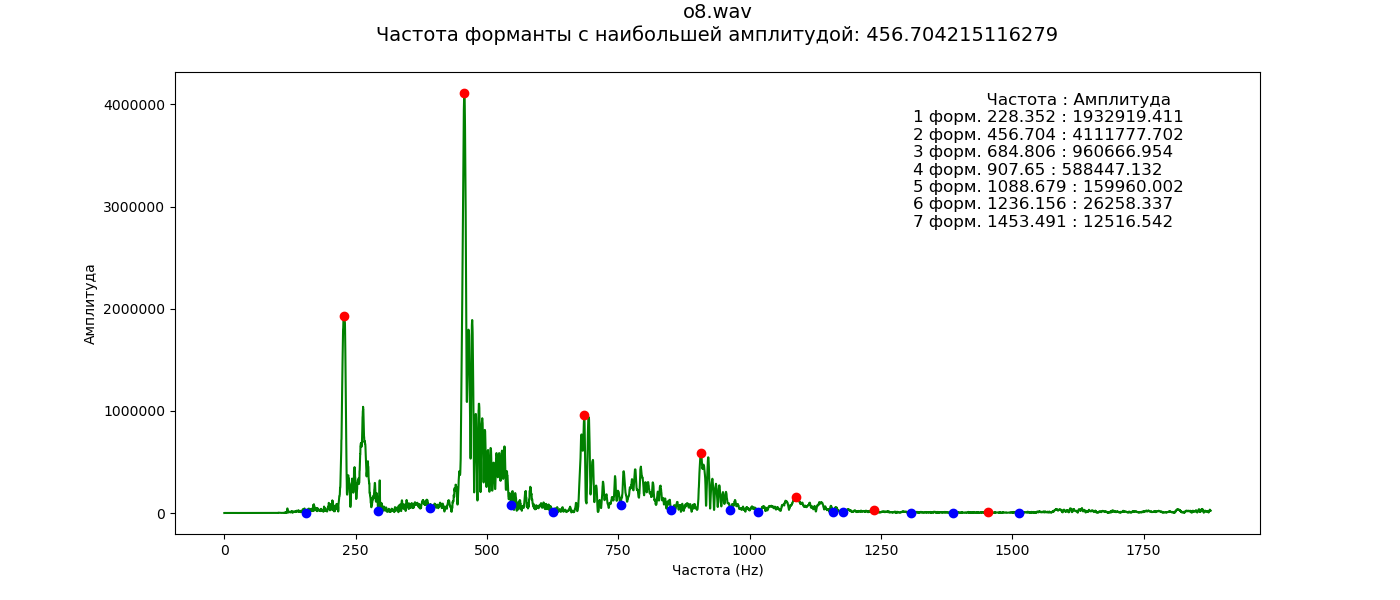 o8.wav
Частота форманты с наибольшей амплитудой: 456.704215116279
Частота : Амплитуда
1 форм. 228.352 : 1932919.411
2 форм. 456.704 : 4111777.702
3 форм. 684.806 : 960666.954
4 форм. 907.65 : 588447.132
5 форм. 1088.679 : 159960.002
6 форм. 1236.156 : 26258.337
7 форм. 1453.491 : 12516.542
Амплитуда
4000000
3000000
2000000
1000000
0
0 250 500 750 1000 1250 1500 1750
Частота (Hz)